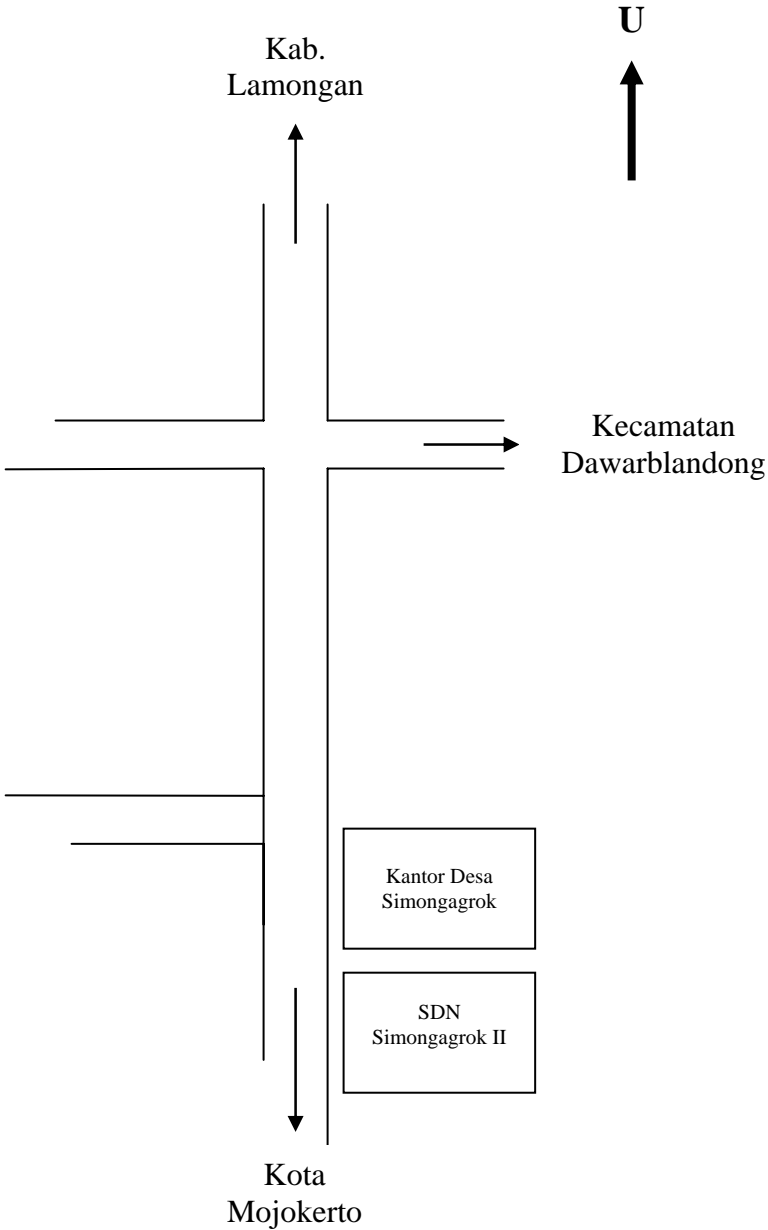 U
Kab.
Lamongan
Kecamatan
Dawarblandong
Kantor Desa
Simongagrok
SDN
Simongagrok II
Kota
Mojokerto